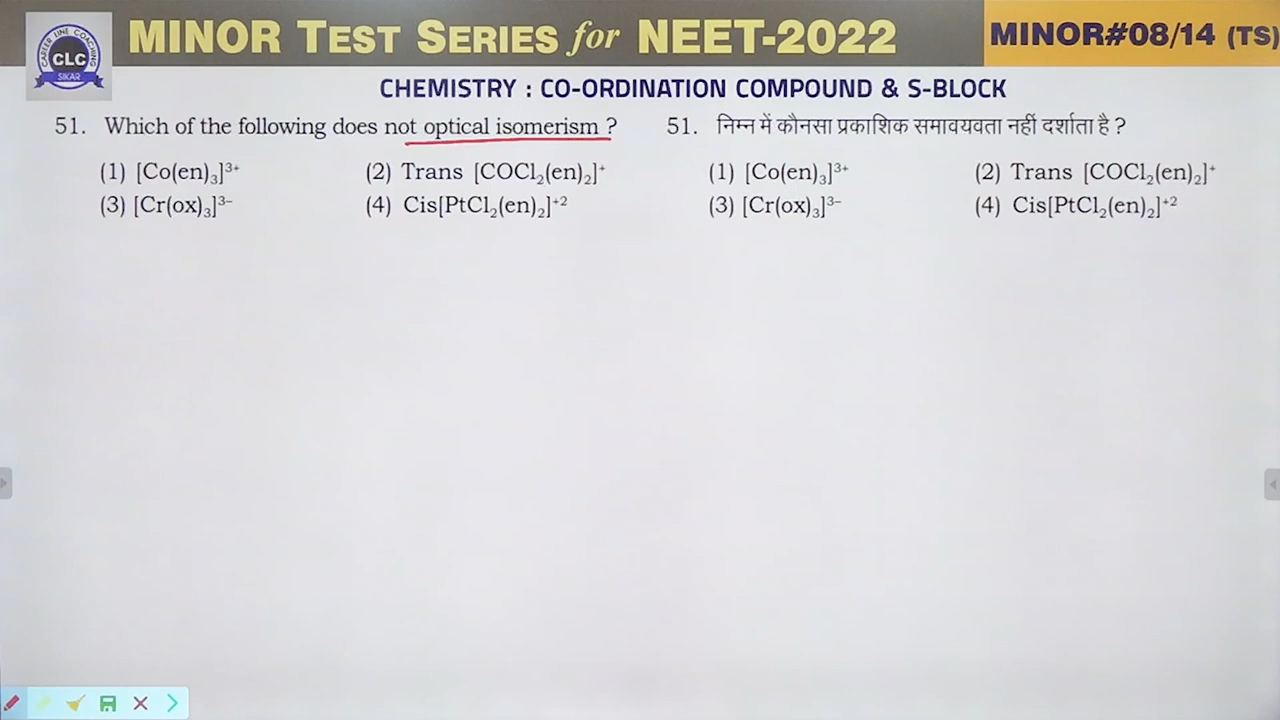 CAREER LINE COACHING
CLC
SIKAR
MINOR TEST SERIES for NEET-2022
MINOR#08/14 (TS)
CHEMISTRY : CO-ORDINATION COMPOUND & S-BLOCK
51. Which of the following does not optical isomerism ?
(1) [Co(en)₃]³⁺ (2) Trans [COCl₂(en)₂]⁺
(3) [Cr(ox)₃]³⁻ (4) Cis[PtCl₂(en)₂]⁺²
51. निम्न में कौनसा प्रकाशिक समावयवता नहीं दर्शाता है ?
(1) [Co(en)₃]³⁺ (2) Trans [COCl₂(en)₂]⁺
(3) [Cr(ox)₃]³⁻ (4) Cis[PtCl₂(en)₂]⁺²